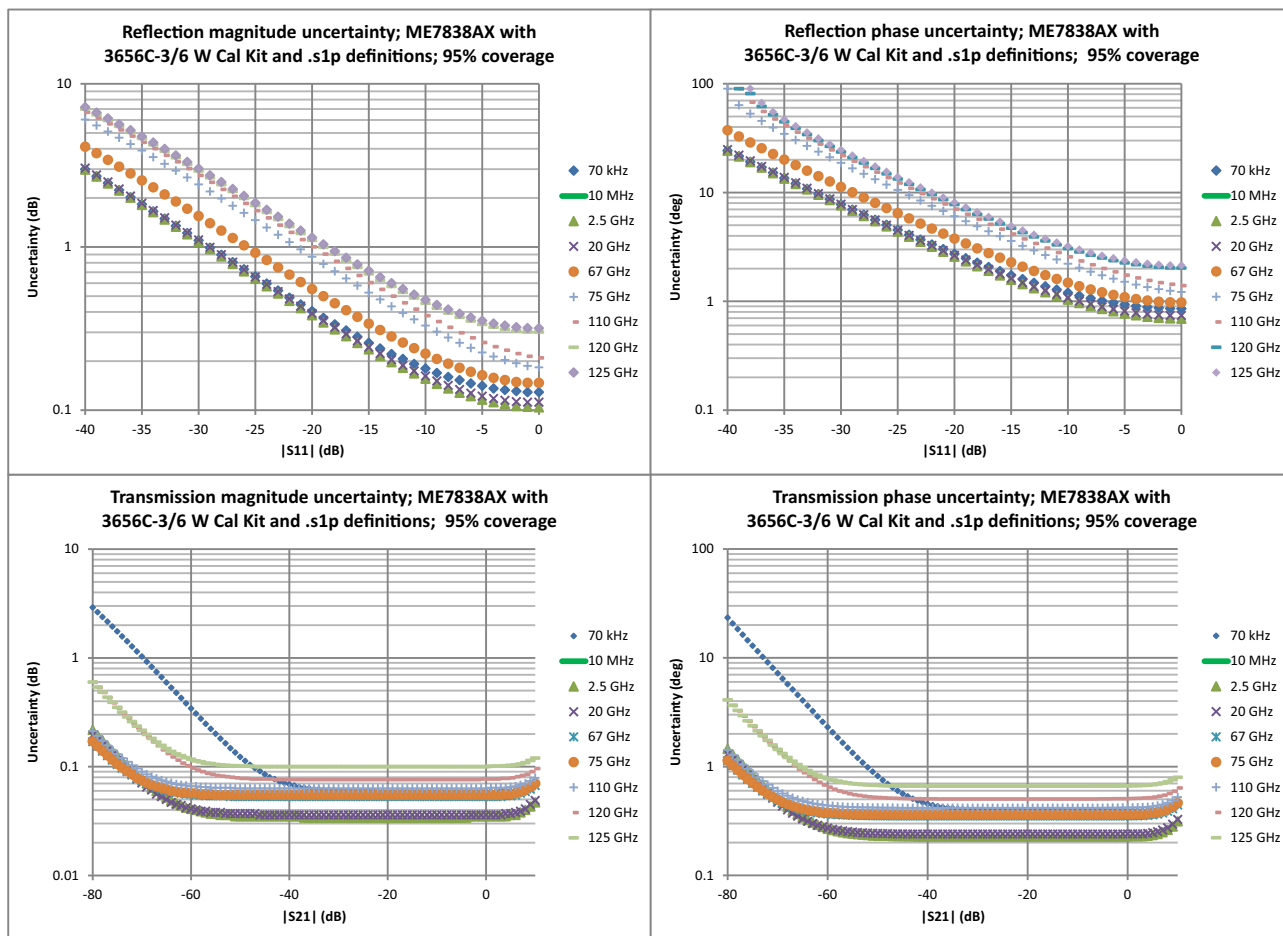 Reflection magnitude uncertainty; ME7838AX with
3656C-3/6 W Cal Kit and .s1p definitions; 95% coverage
10
1
0.1
Uncertainty (dB)
-40 -35 -30 -25 -20 -15 -10 -5 0
|S11| (dB)
70 kHz
10 MHz
2.5 GHz
20 GHz
67 GHz
75 GHz
110 GHz
120 GHz
125 GHz
Reflection phase uncertainty; ME7838AX with
3656C-3/6 W Cal Kit and .s1p definitions; 95% coverage
100
10
1
0.1
Uncertainty (deg)
-40 -35 -30 -25 -20 -15 -10 -5 0
|S11| (dB)
70 kHz
10 MHz
2.5 GHz
20 GHz
67 GHz
75 GHz
110 GHz
120 GHz
125 GHz
Transmission magnitude uncertainty; ME7838AX with
3656C-3/6 W Cal Kit and .s1p definitions; 95% coverage
10
1
0.1
0.01
Uncertainty (dB)
-80 -60 -40 -20 0
|S21| (dB)
70 kHz
10 MHz
2.5 GHz
20 GHz
67 GHz
75 GHz
110 GHz
120 GHz
125 GHz
Transmission phase uncertainty; ME7838AX with
3656C-3/6 W Cal Kit and .s1p definitions; 95% coverage
100
10
1
0.1
Uncertainty (deg)
-80 -60 -40 -20 0
|S21| (dB)
70 kHz
10 MHz
2.5 GHz
20 GHz
67 GHz
75 GHz
110 GHz
120 GHz
125 GHz